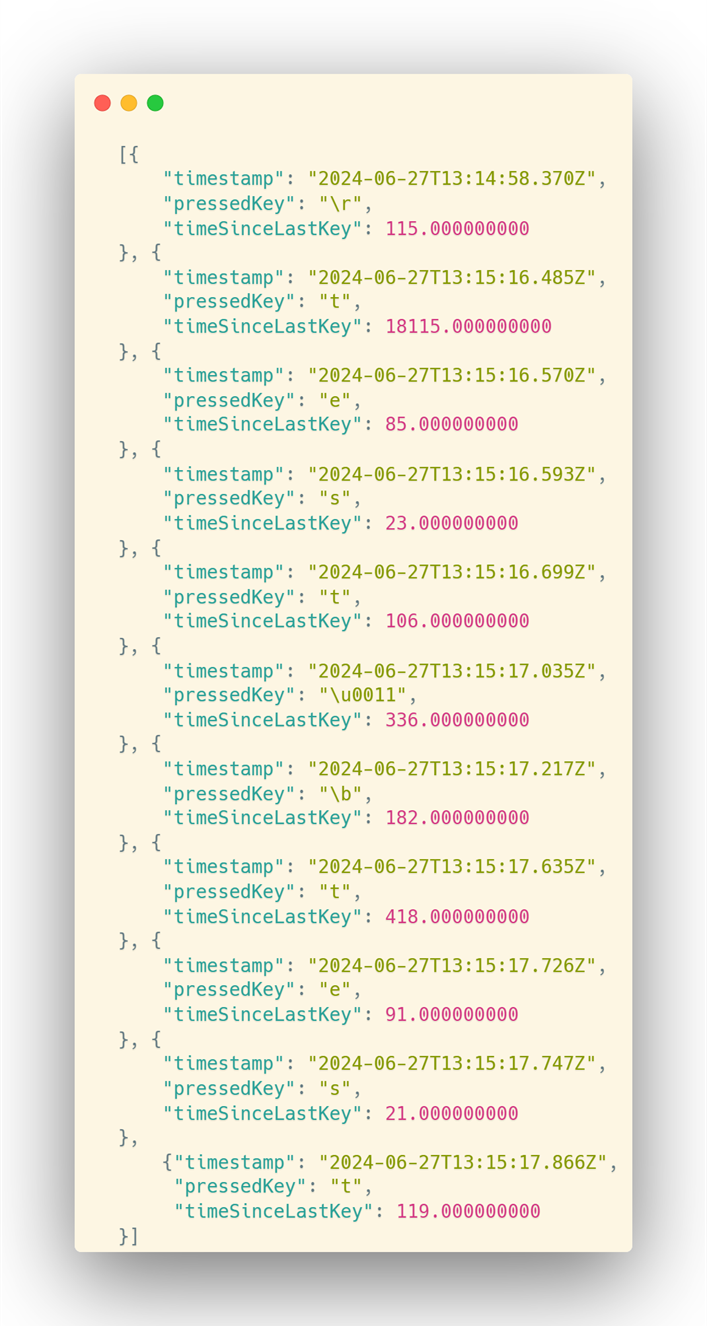 [{
"timestamp": "2024-06-27T13:14:58.370Z",
"pressedKey": "\r",
"timeSinceLastKey": 115.000000000
}, {
"timestamp": "2024-06-27T13:15:16.485Z",
"pressedKey": "t",
"timeSinceLastKey": 18115.000000000
}, {
"timestamp": "2024-06-27T13:15:16.570Z",
"pressedKey": "e",
"timeSinceLastKey": 85.000000000
}, {
"timestamp": "2024-06-27T13:15:16.593Z",
"pressedKey": "s",
"timeSinceLastKey": 23.000000000
}, {
"timestamp": "2024-06-27T13:15:16.699Z",
"pressedKey": "t",
"timeSinceLastKey": 106.000000000
}, {
"timestamp": "2024-06-27T13:15:17.035Z",
"pressedKey": "\u0011",
"timeSinceLastKey": 336.000000000
}, {
"timestamp": "2024-06-27T13:15:17.217Z",
"pressedKey": "\b",
"timeSinceLastKey": 182.000000000
}, {
"timestamp": "2024-06-27T13:15:17.635Z",
"pressedKey": "t",
"timeSinceLastKey": 418.000000000
}, {
"timestamp": "2024-06-27T13:15:17.726Z",
"pressedKey": "e",
"timeSinceLastKey": 91.000000000
}, {
"timestamp": "2024-06-27T13:15:17.747Z",
"pressedKey": "s",
"timeSinceLastKey": 21.000000000
},
{"timestamp": "2024-06-27T13:15:17.866Z",
"pressedKey": "t",
"timeSinceLastKey": 119.000000000
}]